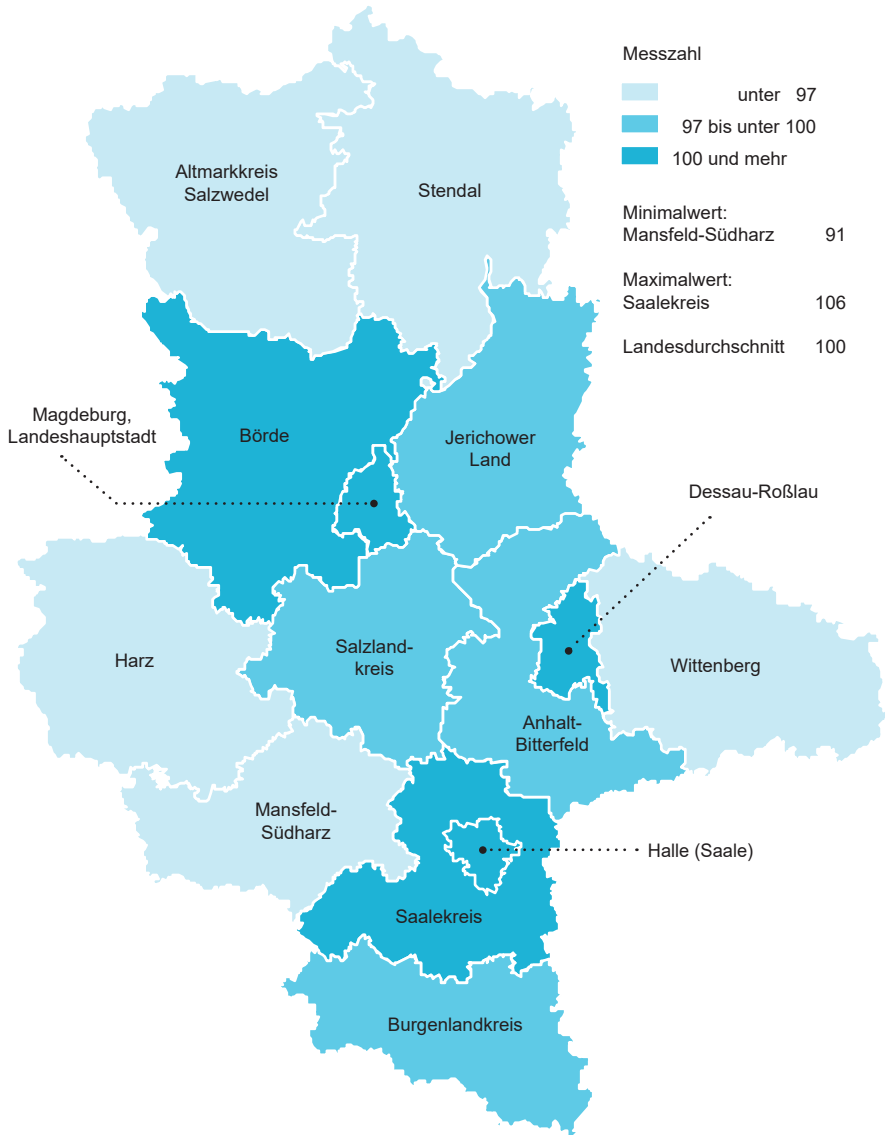 Messzahl
unter 97
97 bis unter 100
100 und mehr
Minimalwert:
Mansfeld-Südharz 91
Maximalwert:
Saalekreis 106
Landesdurchschnitt 100
Altmarkkreis
Salzwedel
Stendal
Magdeburg,
Landeshauptstadt
Börde
Jerichower
Land
Dessau-Roßlau
Harz
Salzland-
kreis
Wittenberg
Anhalt-
Bitterfeld
Mansfeld-
Südharz
Halle (Saale)
Saalekreis
Burgenlandkreis